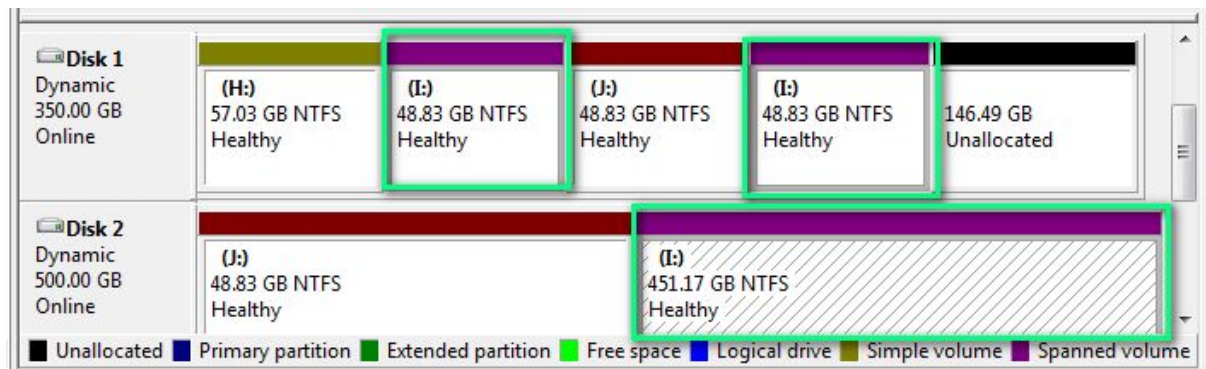 Disk 1
Dynamic
350.00 GB
Online
(H:)
57.03 GB NTFS
Healthy
(I:)
48.83 GB NTFS
Healthy
(J:)
48.83 GB NTFS
Healthy
(I:)
48.83 GB NTFS
Healthy
146.49 GB
Unallocated
Disk 2
Dynamic
500.00 GB
Online
(J:)
48.83 GB NTFS
Healthy
(I:)
451.17 GB NTFS
Healthy
Unallocated Primary partition Extended partition Free space Logical drive Simple volume Spanned volume